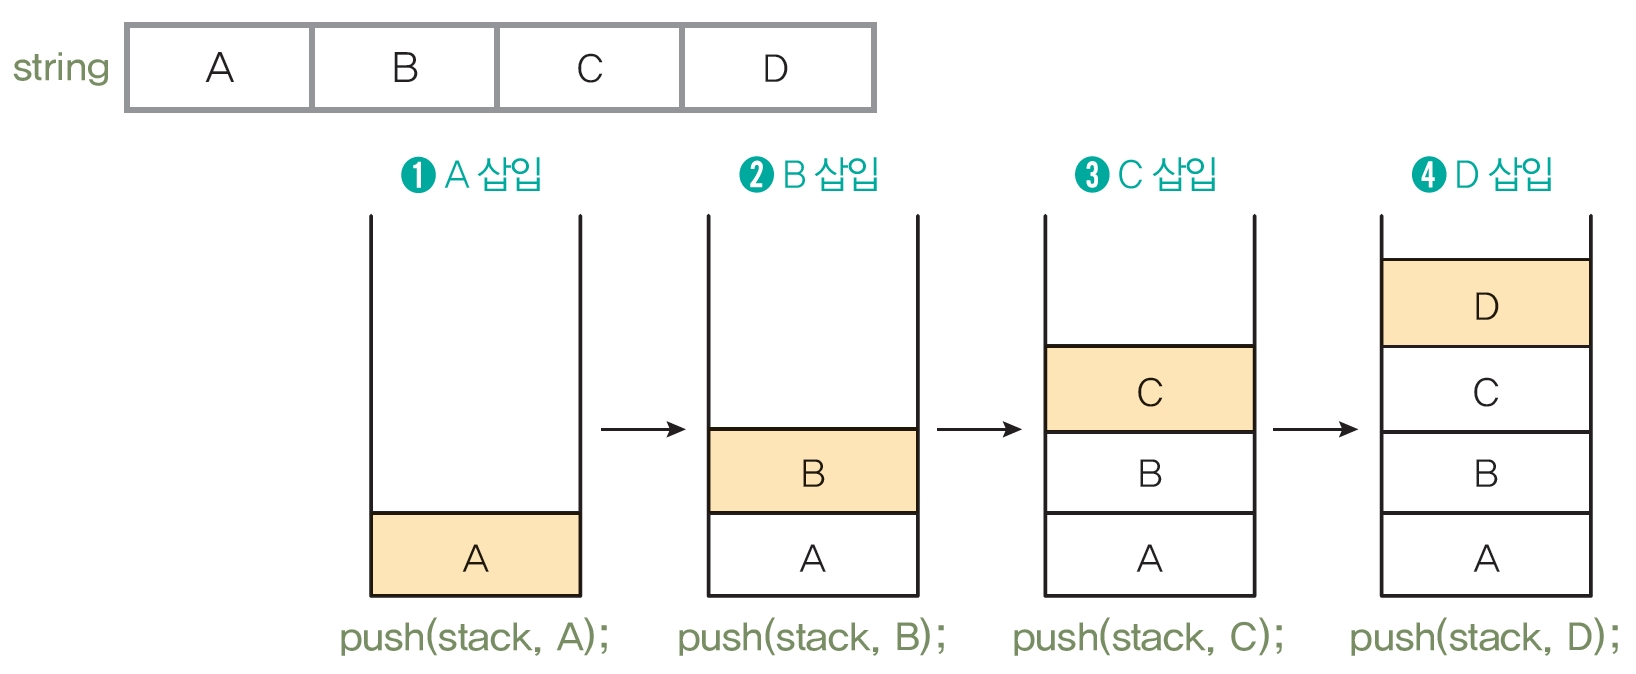 string A B C D
❶ A 삽입 ❷ B 삽입 ❸ C 삽입 ❹ D 삽입
D
C C
B B B
A A A A
push(stack, A); push(stack, B); push(stack, C); push(stack, D);